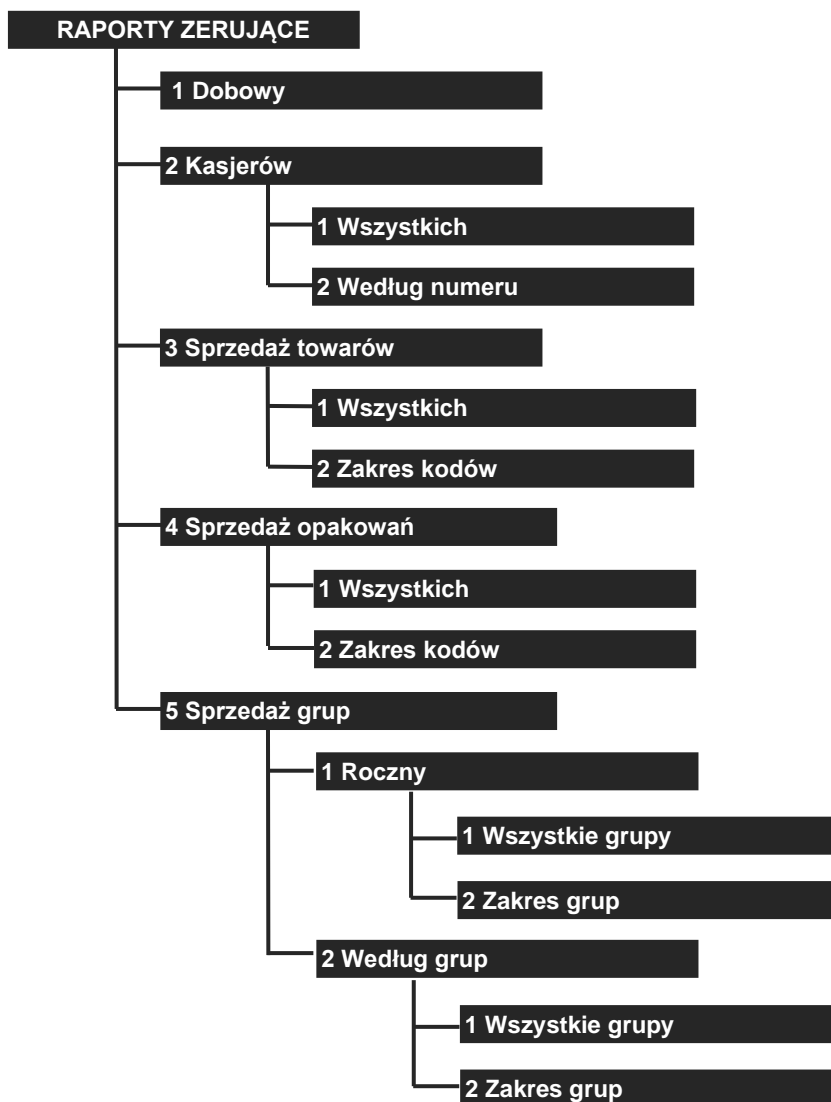 RAPORTY ZERUJĄCE
1 Dobowy
2 Kasjerów
1 Wszystkich
2 Według numeru
3 Sprzedaż towarów
1 Wszystkich
2 Zakres kodów
4 Sprzedaż opakowań
1 Wszystkich
2 Zakres kodów
5 Sprzedaż grup
1 Roczny
1 Wszystkie grupy
2 Zakres grup
2 Według grup
1 Wszystkie grupy
2 Zakres grup